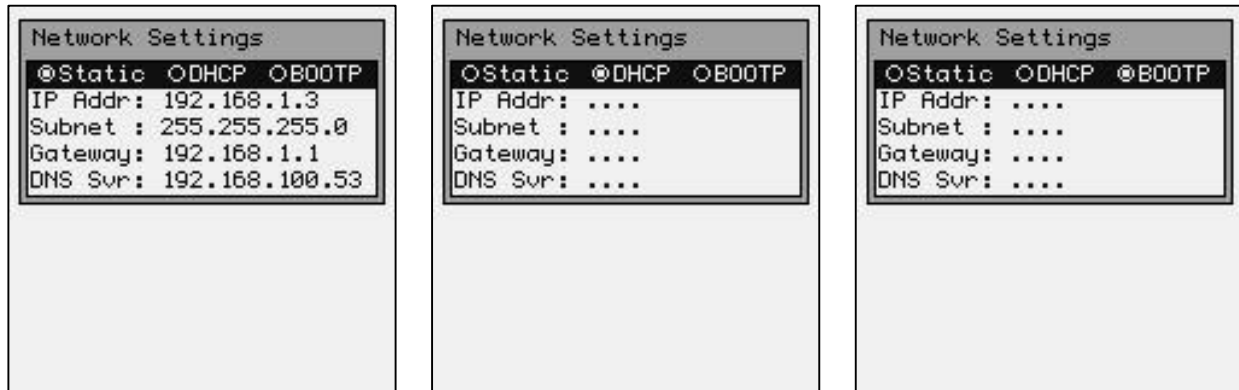 Network Settings
Static DHCP BOOTP
IP Addr: 192.168.1.3
Subnet : 255.255.255.0
Gateway: 192.168.1.1
DNS Svr: 192.168.100.53
Network Settings
Static DHCP BOOTP
IP Addr: ....
Subnet : ....
Gateway: ....
DNS Svr: ....
Network Settings
Static DHCP BOOTP
IP Addr: ....
Subnet : ....
Gateway: ....
DNS Svr: ....